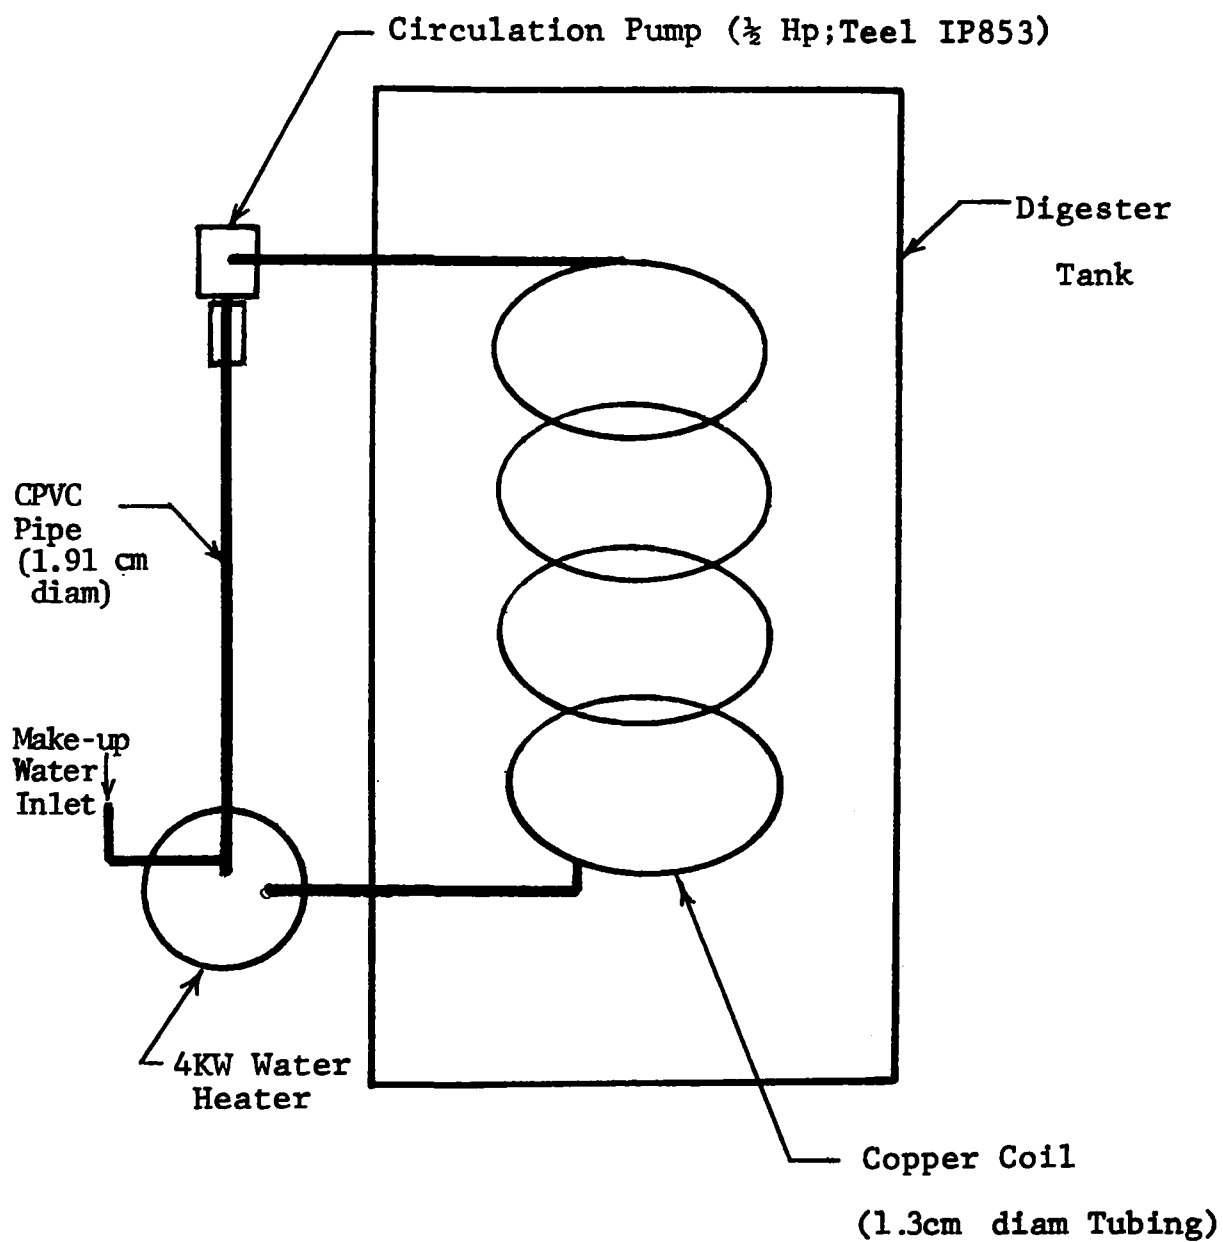 Circulation Pump (½ Hp;Teel IP853)
Digester
Tank
CPVC
Pipe
(1.91 cm
diam)
Make-up
Water
Inlet
4KW Water
Heater
Copper Coil
(1.3cm diam Tubing)